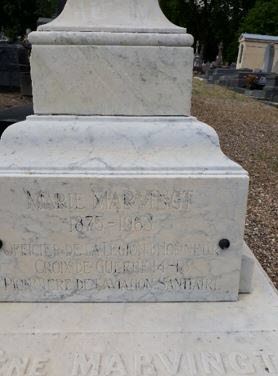 MARIE MARVINGT
1875-1963
OFFICIER DE LA LEGION D'HONNEUR
CROIX DE GUERRE 14-18
PIONNIERE DE L'AVIATION SANITAIRE
MARVINGT